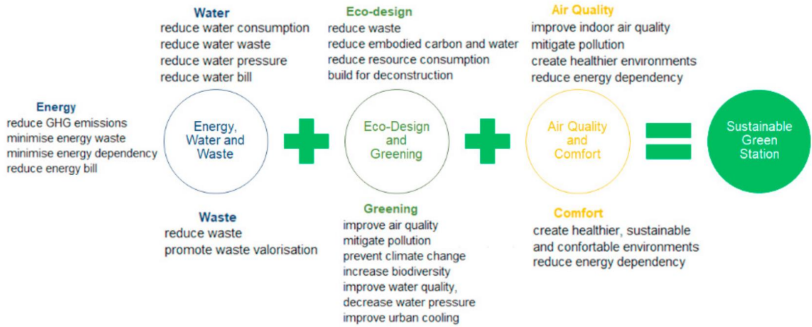 Water
reduce water consumption
reduce water waste
reduce water pressure
reduce water bill
Eco-design
reduce waste
reduce embodied carbon and water
reduce resource consumption
build for deconstruction
Air Quality
improve indoor air quality
mitigate pollution
create healthier environments
reduce energy dependency
Energy
reduce GHG emissions
minimise energy waste
minimise energy dependency
reduce energy bill
Energy,
Water and
Waste
Eco-Design
and
Greening
Air Quality
and
Comfort
Sustainable
Green
Station
Waste
reduce waste
promote waste valorisation
Greening
improve air quality
mitigate pollution
prevent climate change
increase biodiversity
improve water quality,
decrease water pressure
improve urban cooling
Comfort
create healthier, sustainable
and confortable environments
reduce energy dependency